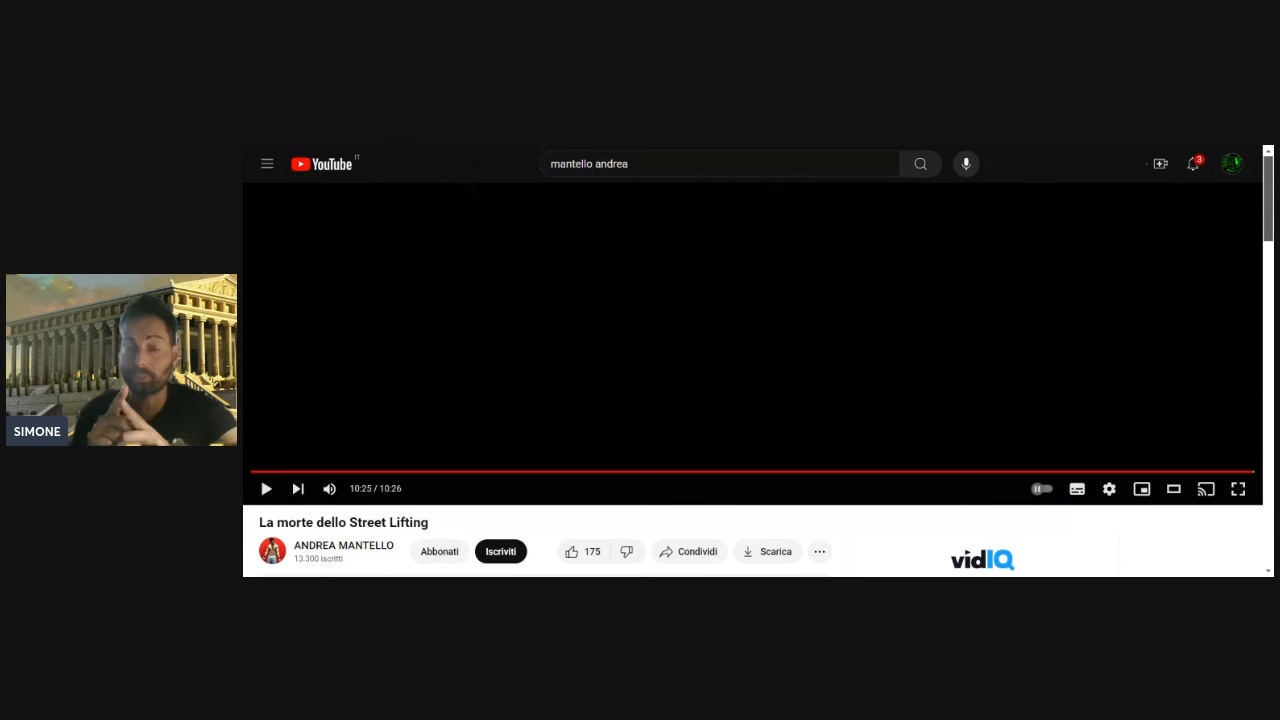 YouTube IT
mantello andrea
3
SIMONE
10:25 / 10:26
La morte dello Street Lifting
ANDREA MANTELLO
13.300 iscritti
Abbonati
Iscriviti
175
Condividi
Scarica
vidIQ